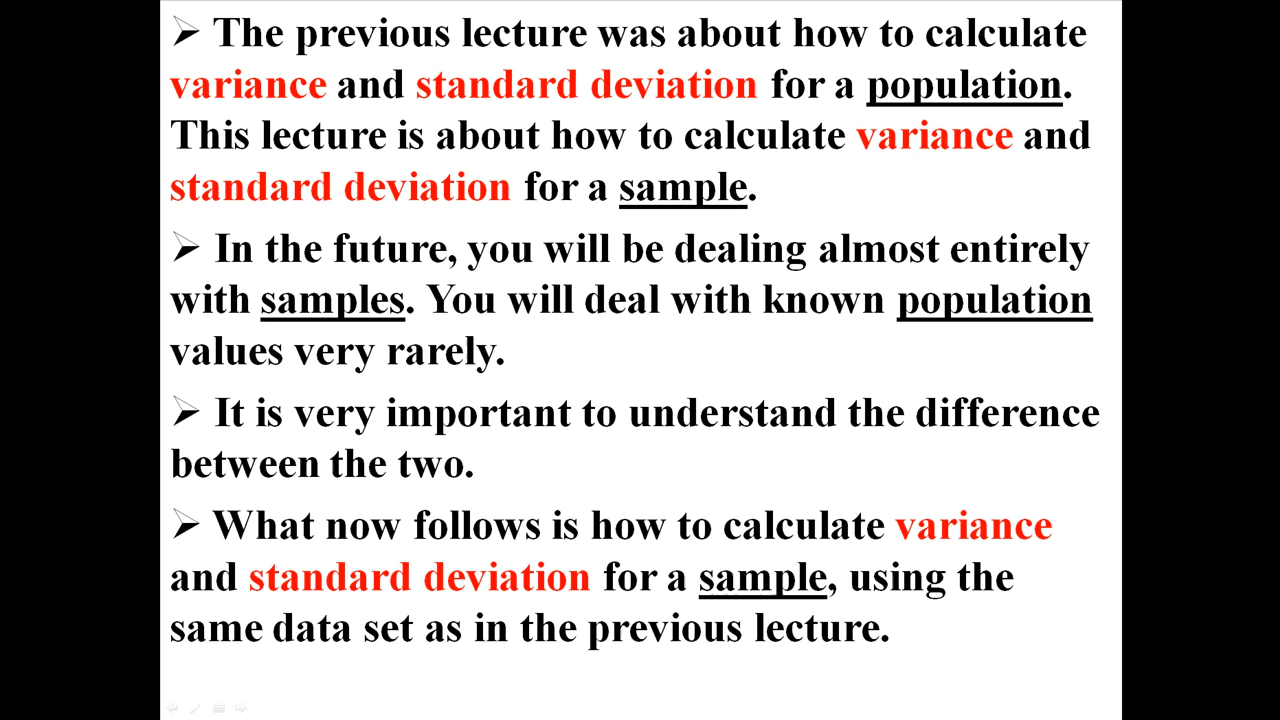 ➢ The previous lecture was about how to calculate
variance and standard deviation for a population.
This lecture is about how to calculate variance and
standard deviation for a sample.
➢ In the future, you will be dealing almost entirely
with samples. You will deal with known population
values very rarely.
➢ It is very important to understand the difference
between the two.
➢ What now follows is how to calculate variance
and standard deviation for a sample, using the
same data set as in the previous lecture.